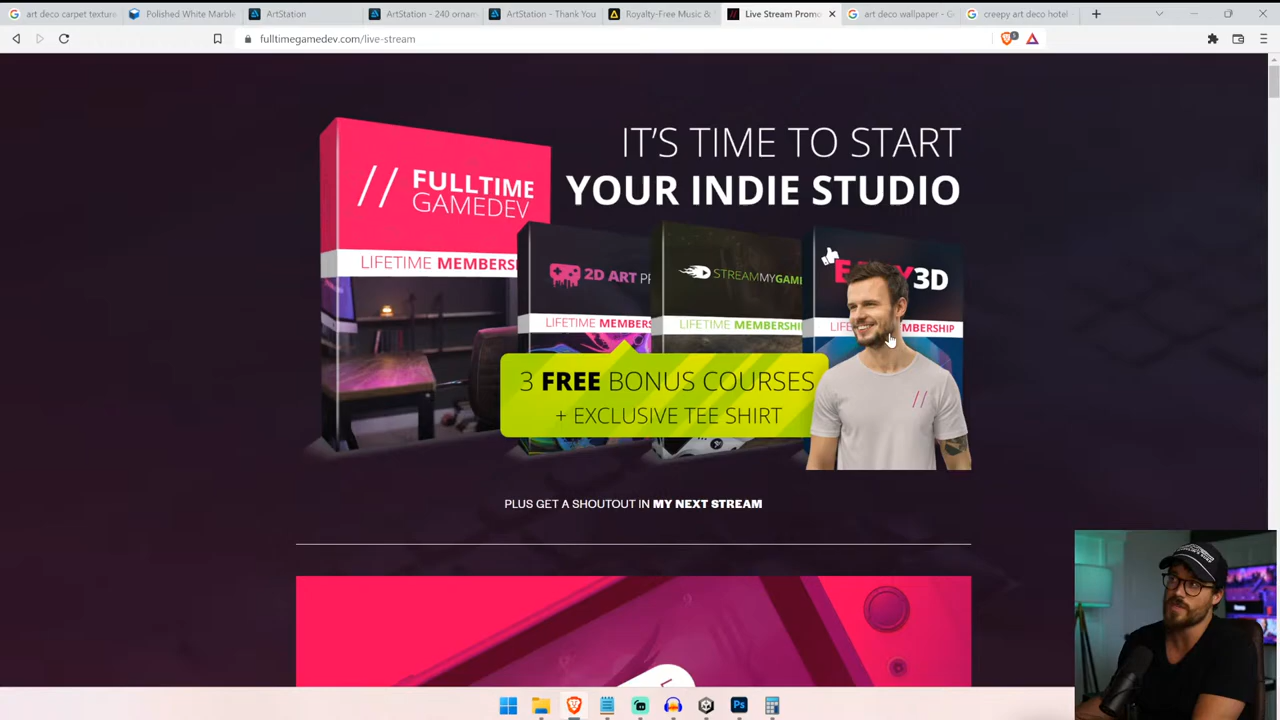 art deco carpet texture
Polished White Marble
ArtStation
ArtStation - 240 ornam
ArtStation - Thank You
Royalty-Free Music &
Live Stream Promo
art deco wallpaper - G
creepy art deco hotel -
fulltimegamedev.com/live-stream
IT'S TIME TO START
YOUR INDIE STUDIO
// FULLTIME
GAMEDEV
LIFETIME MEMBERS
2D ART PR
LIFETIME MEMBERS
STREAMMYGAM
LIFETIME MEMBERSHI
3D
MEMBERSHIP
3 FREE BONUS COURSES
+ EXCLUSIVE TEE SHIRT
//
PLUS GET A SHOUTOUT IN MY NEXT STREAM
Ps